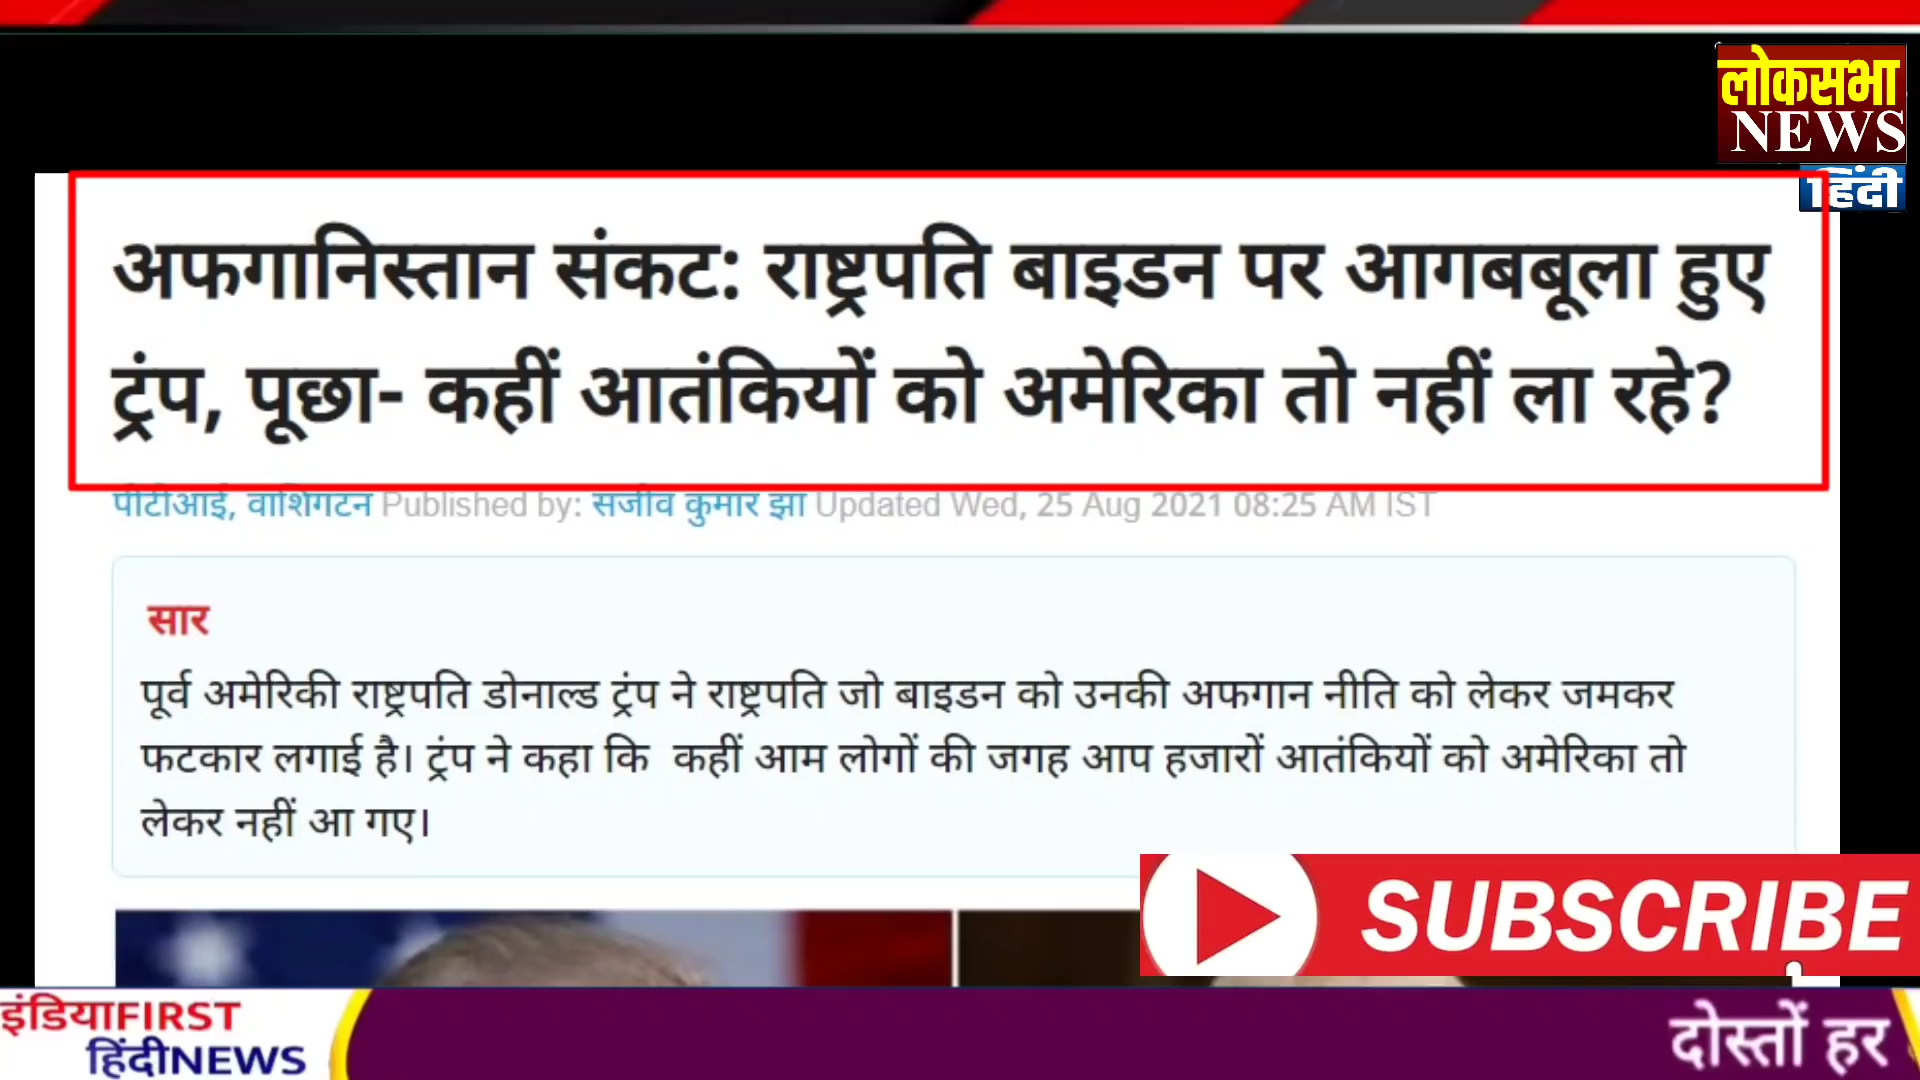 लोकसभा
NEWS
हिंदी
अफगानिस्तान संकट: राष्ट्रपति बाइडन पर आगबबूला हुए
ट्रंप, पूछा- कहीं आतंकियों को अमेरिका तो नहीं ला रहे?
पीटीआई, वाशिंगटन Published by: संजीव कुमार झा Updated Wed, 25 Aug 2021 08:25 AM IST
सार
पूर्व अमेरिकी राष्ट्रपति डोनाल्ड ट्रंप ने राष्ट्रपति जो बाइडन को उनकी अफगान नीति को लेकर जमकर
फटकार लगाई है। ट्रंप ने कहा कि कहीं आम लोगों की जगह आप हजारों आतंकियों को अमेरिका तो
लेकर नहीं आ गए।
SUBSCRIBE
इंडियाFIRST
हिंदीNEWS
दोस्तों हर